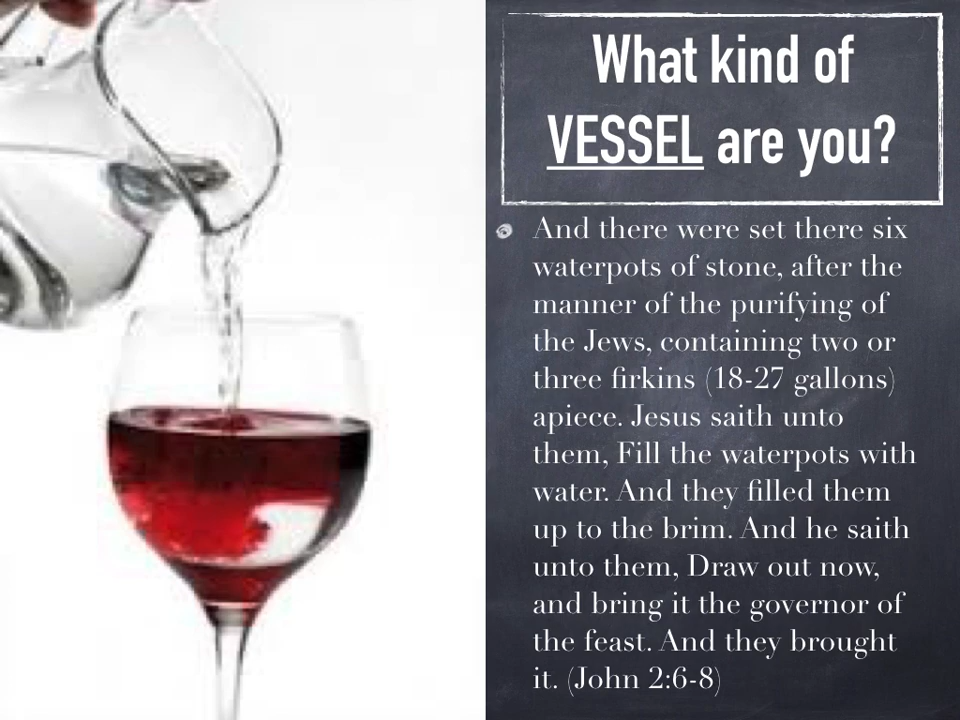 What kind of
VESSEL are you?
And there were set there six
waterpots of stone, after the
manner of the purifying of
the Jews, containing two or
three firkins (18-27 gallons)
apiece. Jesus saith unto
them, Fill the waterpots with
water. And they filled them
up to the brim. And he saith
unto them, Draw out now,
and bring it the governor of
the feast. And they brought
it. (John 2:6-8)